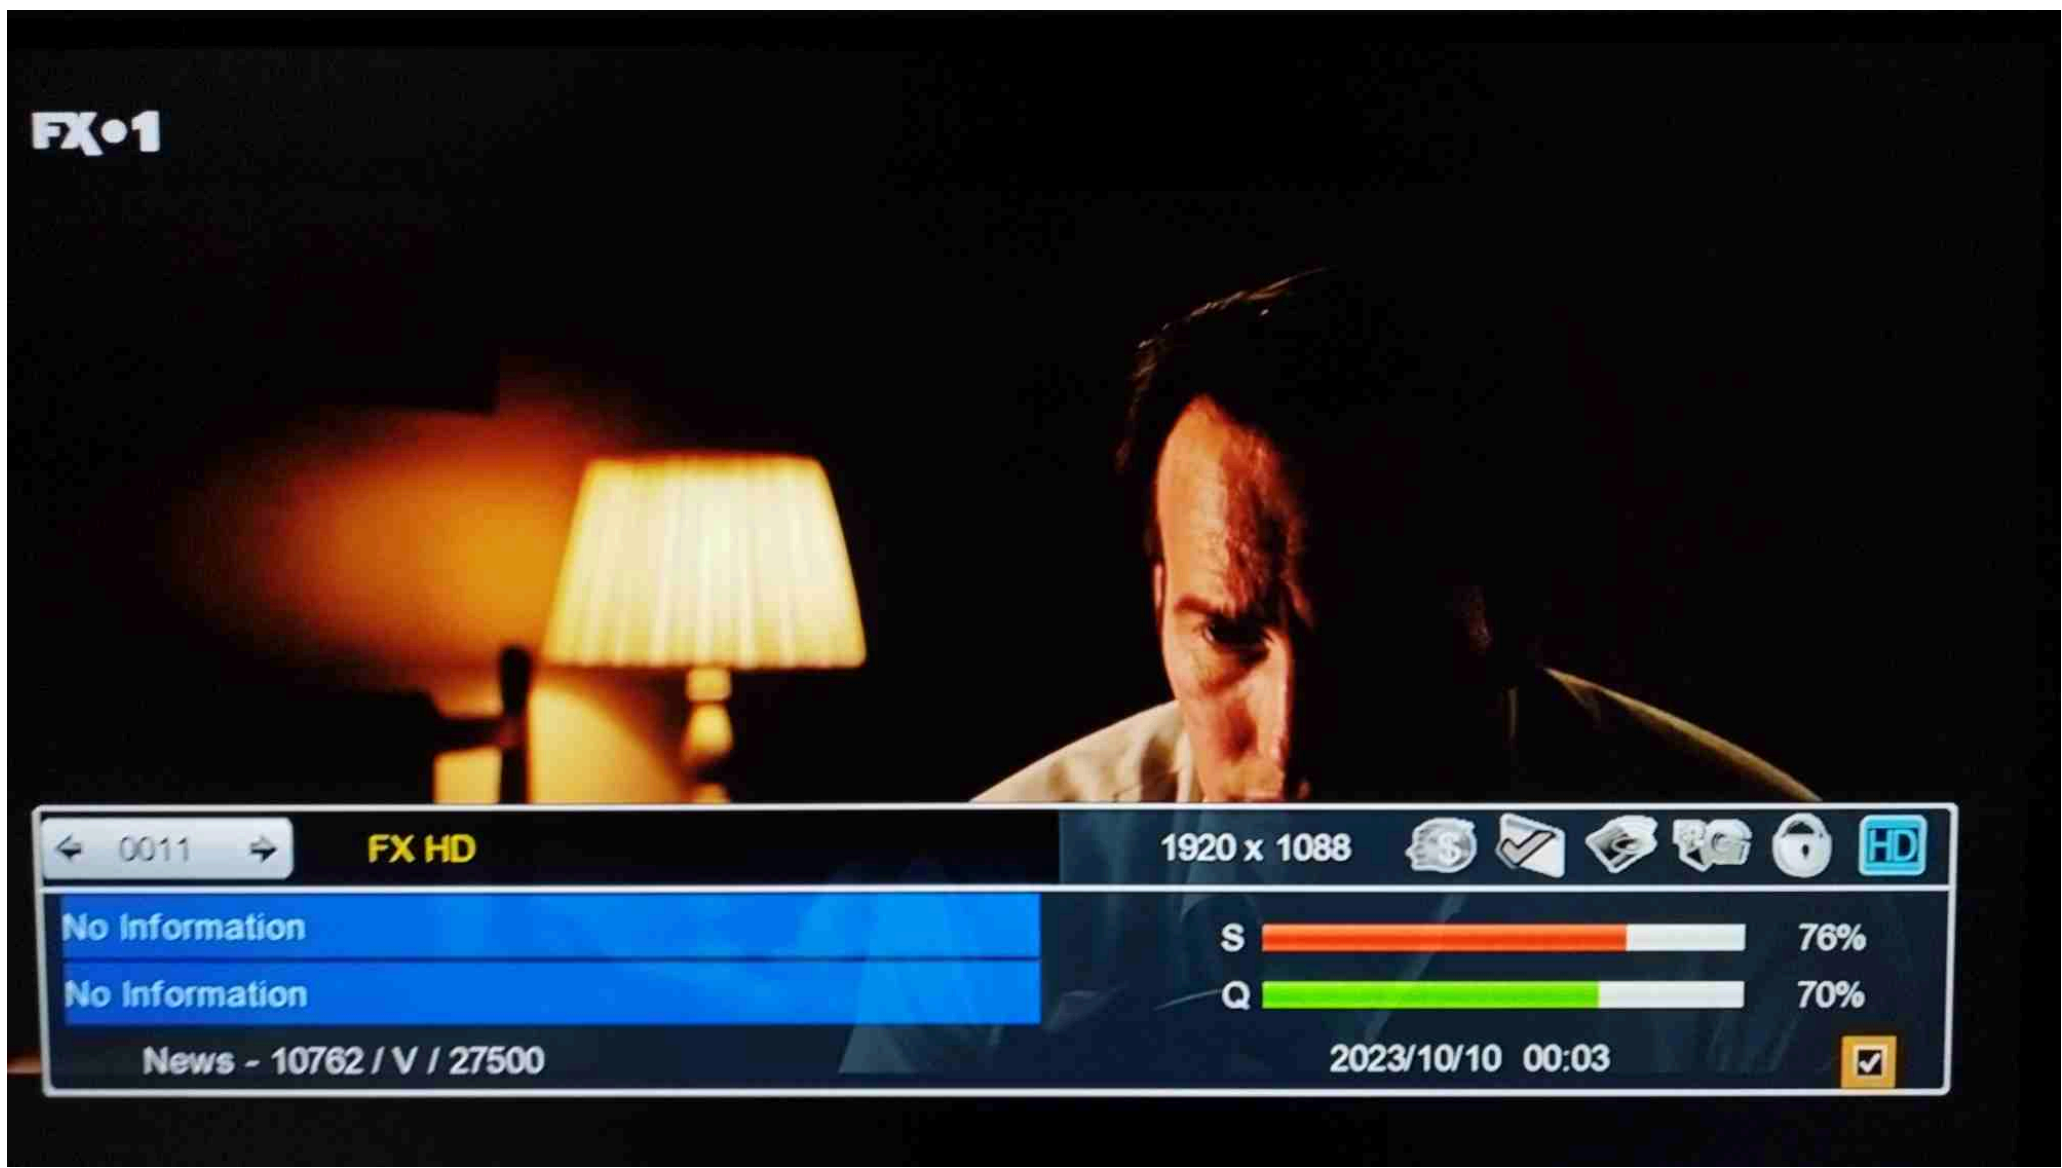 FX•1
0011
FX HD
1920 x 1088
HD
No Information
No Information
S 76%
Q 70%
News - 10762 / V / 27500
2023/10/10 00:03